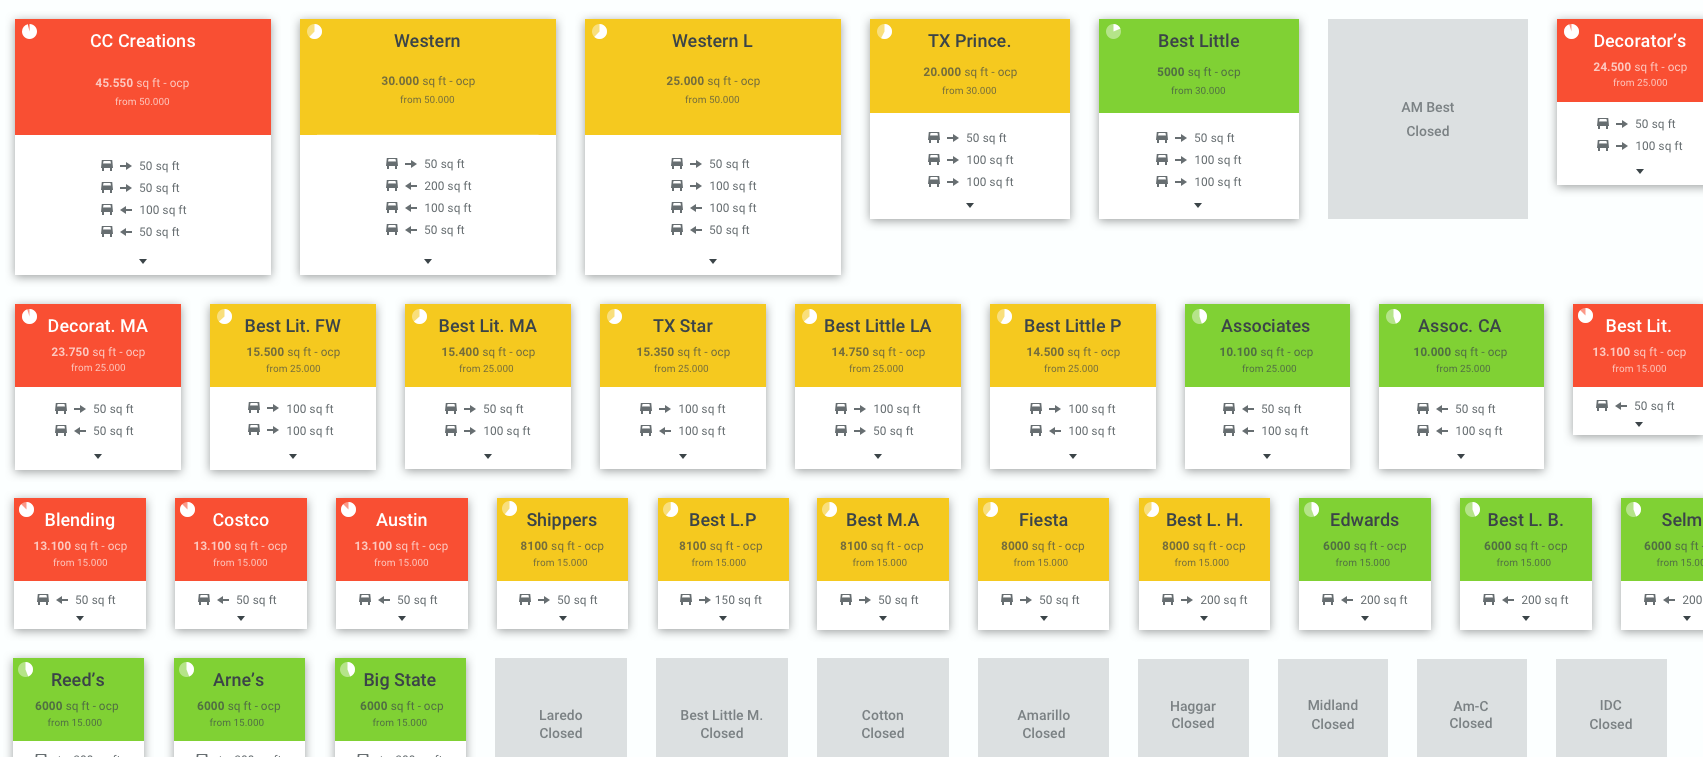 CC Creations
45.550 sq ft - ocp
from 50.000
50 sq ft
50 sq ft
100 sq ft
50 sq ft
Western
30.000 sq ft - ocp
from 50.000
50 sq ft
200 sq ft
100 sq ft
50 sq ft
Western L
25.000 sq ft - ocp
from 50.000
50 sq ft
100 sq ft
100 sq ft
50 sq ft
TX Prince.
20.000 sq ft - ocp
from 30.000
50 sq ft
100 sq ft
100 sq ft
Best Little
5000 sq ft - ocp
from 30.000
50 sq ft
100 sq ft
100 sq ft
AM Best
Closed
Decorator’s
24.500 sq ft - ocp
from 25.000
50 sq ft
100 sq ft
Decorat. MA
23.750 sq ft - ocp
from 25.000
50 sq ft
50 sq ft
Best Lit. FW
15.500 sq ft - ocp
from 25.000
100 sq ft
100 sq ft
Best Lit. MA
15.400 sq ft - ocp
from 25.000
50 sq ft
100 sq ft
TX Star
15.350 sq ft - ocp
from 25.000
100 sq ft
100 sq ft
Best Little LA
14.750 sq ft - ocp
from 25.000
100 sq ft
50 sq ft
Best Little P
14.500 sq ft - ocp
from 25.000
100 sq ft
100 sq ft
Associates
10.100 sq ft - ocp
from 25.000
50 sq ft
100 sq ft
Assoc. CA
10.000 sq ft - ocp
from 25.000
50 sq ft
100 sq ft
Best Lit.
13.100 sq ft - ocp
from 15.000
50 sq ft
Blending
13.100 sq ft - ocp
from 15.000
50 sq ft
Costco
13.100 sq ft - ocp
from 15.000
50 sq ft
Austin
13.100 sq ft - ocp
from 15.000
50 sq ft
Shippers
8100 sq ft - ocp
from 15.000
50 sq ft
Best L.P
8100 sq ft - ocp
from 15.000
150 sq ft
Best M.A
8100 sq ft - ocp
from 15.000
50 sq ft
Fiesta
8000 sq ft - ocp
from 15.000
50 sq ft
Best L. H.
8000 sq ft - ocp
from 15.000
200 sq ft
Edwards
6000 sq ft - ocp
from 15.000
200 sq ft
Best L. B.
6000 sq ft - ocp
from 15.000
200 sq ft
Selm
6000 sq ft -
from 15.00
200
Reed’s
6000 sq ft - ocp
from 15.000
Arne’s
6000 sq ft - ocp
from 15.000
Big State
6000 sq ft - ocp
from 15.000
Laredo
Closed
Best Little M.
Closed
Cotton
Closed
Amarillo
Closed
Haggar
Closed
Midland
Closed
Am-C
Closed
IDC
Closed